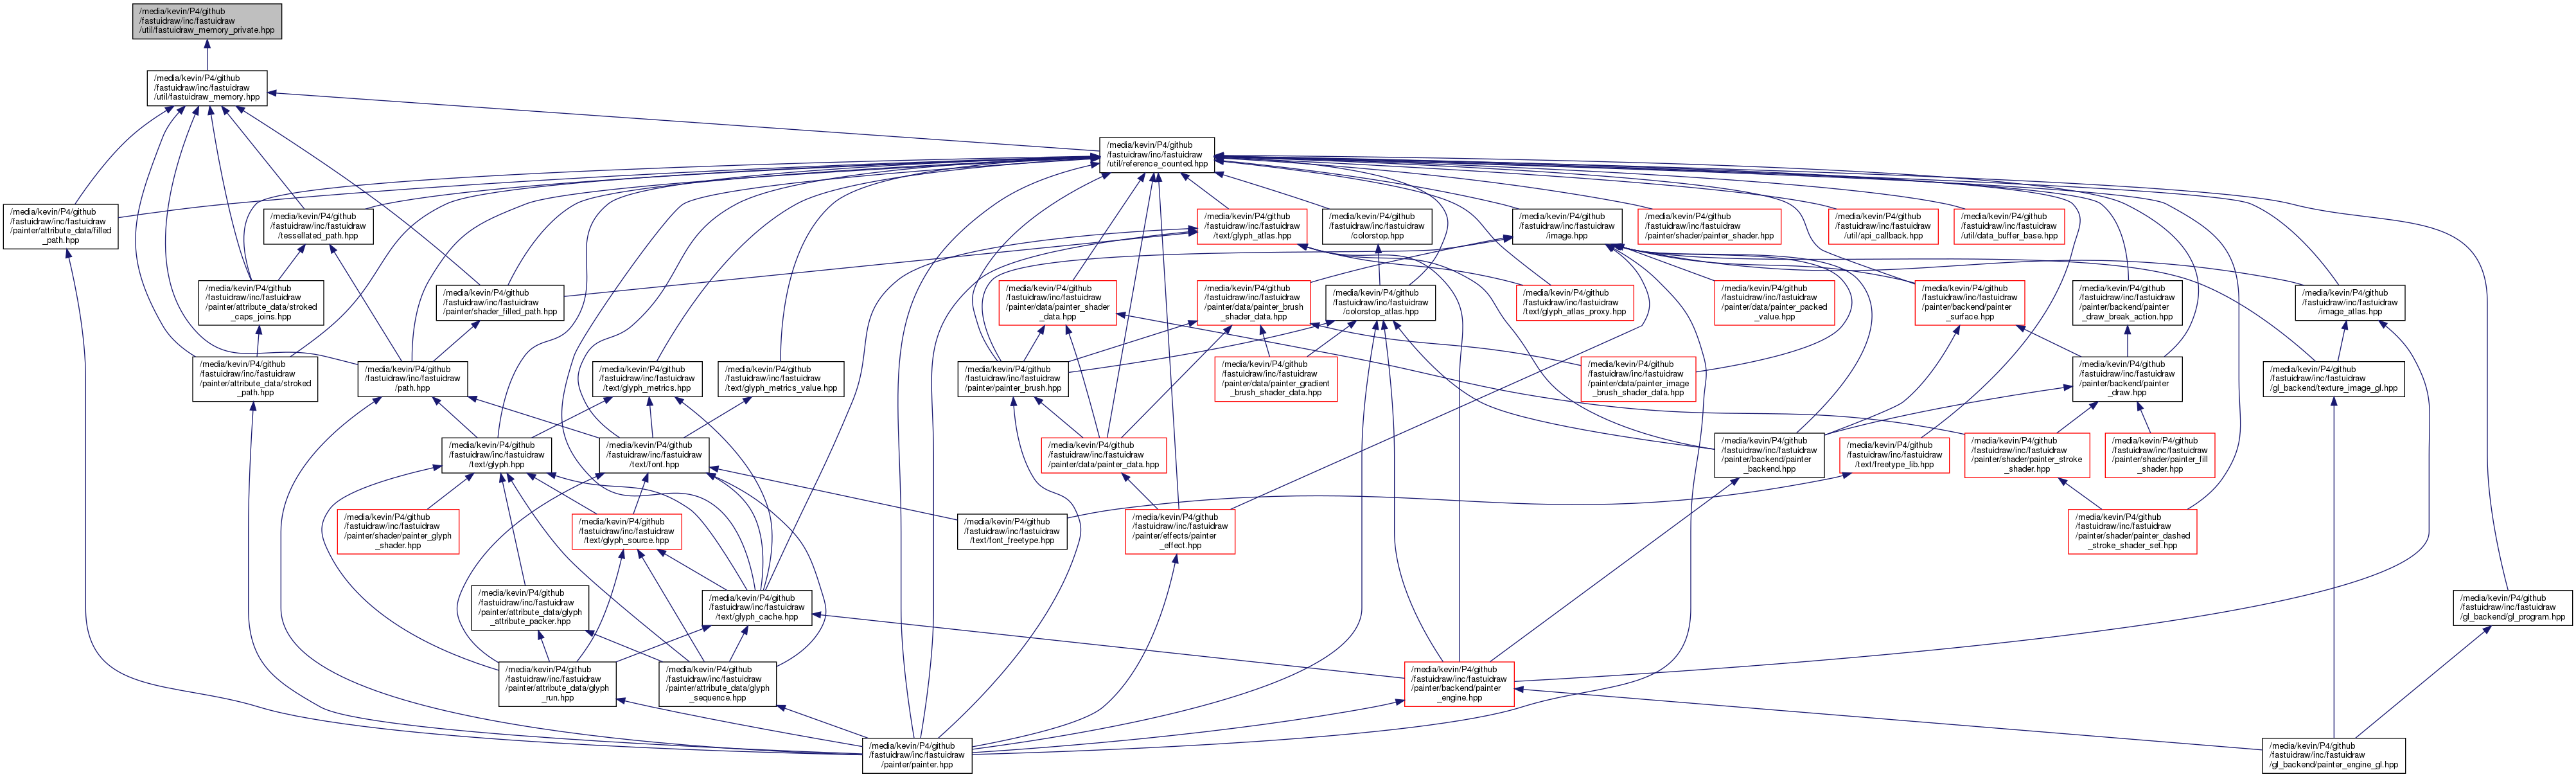 /media/kevin/P4/github
/fastuidraw/inc/fastuidraw
/util/fastuidraw_memory_private.hpp
/media/kevin/P4/github
/fastuidraw/inc/fastuidraw
/util/fastuidraw_memory.hpp
/media/kevin/P4/github
/fastuidraw/inc/fastuidraw
/util/reference_counted.hpp
/media/kevin/P4/github
/fastuidraw/inc/fastuidraw
/painter/attribute_data/filled
_path.hpp
/media/kevin/P4/github
/fastuidraw/inc/fastuidraw
/tessellated_path.hpp
/media/kevin/P4/github
/fastuidraw/inc/fastuidraw
/text/glyph_atlas.hpp
/media/kevin/P4/github
/fastuidraw/inc/fastuidraw
/colorstop.hpp
/media/kevin/P4/github
/fastuidraw/inc/fastuidraw
/image.hpp
/media/kevin/P4/github
/fastuidraw/inc/fastuidraw
/painter/shader/painter_shader.hpp
/media/kevin/P4/github
/fastuidraw/inc/fastuidraw
/util/api_callback.hpp
/media/kevin/P4/github
/fastuidraw/inc/fastuidraw
/util/data_buffer_base.hpp
/media/kevin/P4/github
/fastuidraw/inc/fastuidraw
/painter/attribute_data/stroked
_caps_joins.hpp
/media/kevin/P4/github
/fastuidraw/inc/fastuidraw
/painter/shader_filled_path.hpp
/media/kevin/P4/github
/fastuidraw/inc/fastuidraw
/painter/data/painter_shader
_data.hpp
/media/kevin/P4/github
/fastuidraw/inc/fastuidraw
/painter/data/painter_brush
_shader_data.hpp
/media/kevin/P4/github
/fastuidraw/inc/fastuidraw
/colorstop_atlas.hpp
/media/kevin/P4/github
/fastuidraw/inc/fastuidraw
/text/glyph_atlas_proxy.hpp
/media/kevin/P4/github
/fastuidraw/inc/fastuidraw
/painter/data/painter_packed
_value.hpp
/media/kevin/P4/github
/fastuidraw/inc/fastuidraw
/painter/backend/painter
_surface.hpp
/media/kevin/P4/github
/fastuidraw/inc/fastuidraw
/painter/backend/painter
_draw_break_action.hpp
/media/kevin/P4/github
/fastuidraw/inc/fastuidraw
/image_atlas.hpp
/media/kevin/P4/github
/fastuidraw/inc/fastuidraw
/painter/attribute_data/stroked
_path.hpp
/media/kevin/P4/github
/fastuidraw/inc/fastuidraw
/path.hpp
/media/kevin/P4/github
/fastuidraw/inc/fastuidraw
/text/glyph_metrics.hpp
/media/kevin/P4/github
/fastuidraw/inc/fastuidraw
/text/glyph_metrics_value.hpp
/media/kevin/P4/github
/fastuidraw/inc/fastuidraw
/painter/painter_brush.hpp
/media/kevin/P4/github
/fastuidraw/inc/fastuidraw
/painter/data/painter_gradient
_brush_shader_data.hpp
/media/kevin/P4/github
/fastuidraw/inc/fastuidraw
/painter/data/painter_image
_brush_shader_data.hpp
/media/kevin/P4/github
/fastuidraw/inc/fastuidraw
/painter/backend/painter
_draw.hpp
/media/kevin/P4/github
/fastuidraw/inc/fastuidraw
/gl_backend/texture_image_gl.hpp
/media/kevin/P4/github
/fastuidraw/inc/fastuidraw
/text/glyph.hpp
/media/kevin/P4/github
/fastuidraw/inc/fastuidraw
/text/font.hpp
/media/kevin/P4/github
/fastuidraw/inc/fastuidraw
/painter/data/painter_data.hpp
/media/kevin/P4/github
/fastuidraw/inc/fastuidraw
/painter/backend/painter
_backend.hpp
/media/kevin/P4/github
/fastuidraw/inc/fastuidraw
/text/freetype_lib.hpp
/media/kevin/P4/github
/fastuidraw/inc/fastuidraw
/painter/shader/painter_stroke
_shader.hpp
/media/kevin/P4/github
/fastuidraw/inc/fastuidraw
/painter/shader/painter_fill
_shader.hpp
/media/kevin/P4/github
/fastuidraw/inc/fastuidraw
/painter/shader/painter_glyph
_shader.hpp
/media/kevin/P4/github
/fastuidraw/inc/fastuidraw
/text/glyph_source.hpp
/media/kevin/P4/github
/fastuidraw/inc/fastuidraw
/text/font_freetype.hpp
/media/kevin/P4/github
/fastuidraw/inc/fastuidraw
/painter/effects/painter
_effect.hpp
/media/kevin/P4/github
/fastuidraw/inc/fastuidraw
/painter/shader/painter_dashed
_stroke_shader_set.hpp
/media/kevin/P4/github
/fastuidraw/inc/fastuidraw
/painter/attribute_data/glyph
_attribute_packer.hpp
/media/kevin/P4/github
/fastuidraw/inc/fastuidraw
/text/glyph_cache.hpp
/media/kevin/P4/github
/fastuidraw/inc/fastuidraw
/gl_backend/gl_program.hpp
/media/kevin/P4/github
/fastuidraw/inc/fastuidraw
/painter/attribute_data/glyph
_run.hpp
/media/kevin/P4/github
/fastuidraw/inc/fastuidraw
/painter/attribute_data/glyph
_sequence.hpp
/media/kevin/P4/github
/fastuidraw/inc/fastuidraw
/painter/backend/painter
_engine.hpp
/media/kevin/P4/github
/fastuidraw/inc/fastuidraw
/painter/painter.hpp
/media/kevin/P4/github
/fastuidraw/inc/fastuidraw
/gl_backend/painter_engine_gl.hpp